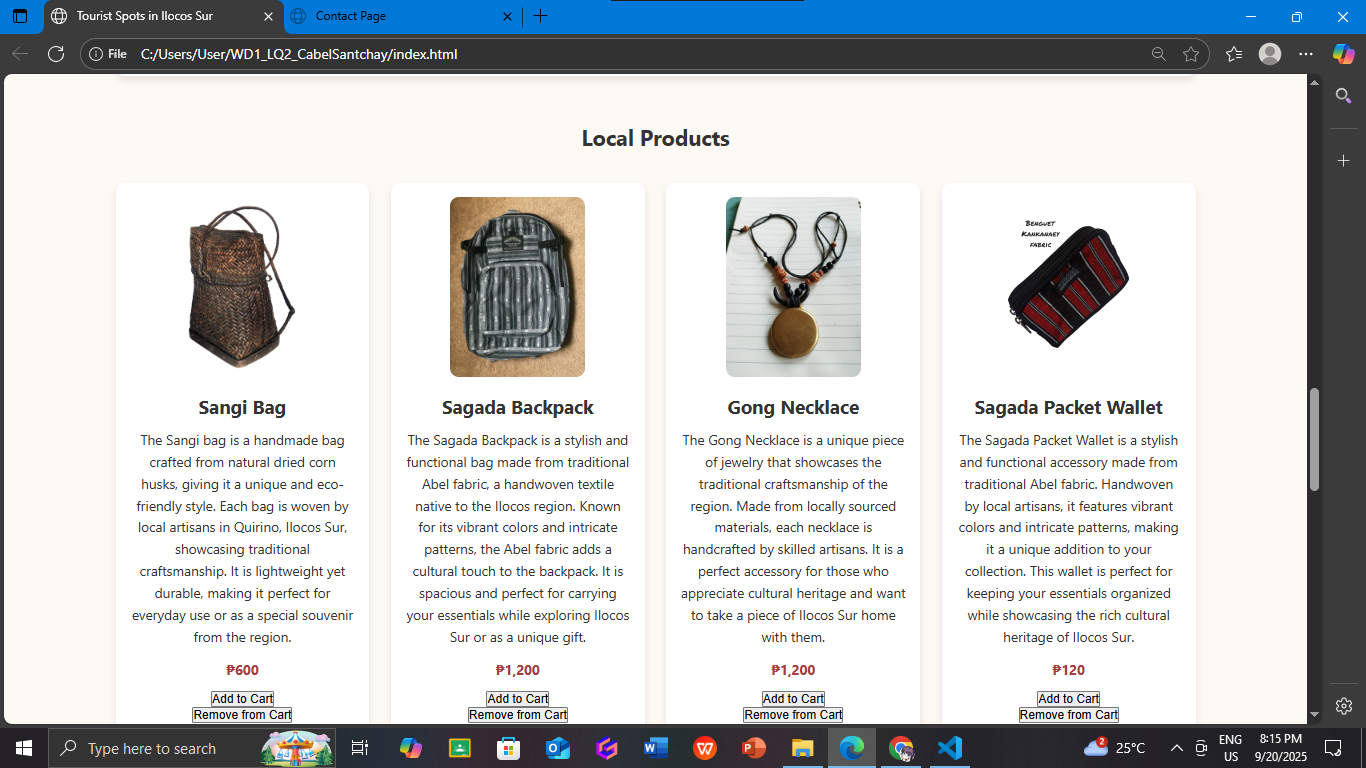 Tourist Spots in Ilocos Sur
Contact Page
File
C:/Users/User/WD1_LQ2_CabelSantchay/index.html
Local Products
BENGUET
KANKANAEY
FABRIC
Sangi Bag
The Sangi bag is a handmade bag
crafted from natural dried corn
husks, giving it a unique and eco-
friendly style. Each bag is woven by
local artisans in Quirino, Ilocos Sur,
showcasing traditional
craftsmanship. It is lightweight yet
durable, making it perfect for
everyday use or as a special souvenir
from the region.
₱600
Add to Cart
Remove from Cart
Sagada Backpack
The Sagada Backpack is a stylish and
functional bag made from traditional
Abel fabric, a handwoven textile
native to the Ilocos region. Known
for its vibrant colors and intricate
patterns, the Abel fabric adds a
cultural touch to the backpack. It is
spacious and perfect for carrying
your essentials while exploring Ilocos
Sur or as a unique gift.
₱1,200
Add to Cart
Remove from Cart
Gong Necklace
The Gong Necklace is a unique piece
of jewelry that showcases the
traditional craftsmanship of the
region. Made from locally sourced
materials, each necklace is
handcrafted by skilled artisans. It is a
perfect accessory for those who
appreciate cultural heritage and want
to take a piece of Ilocos Sur home
with them.
₱1,200
Add to Cart
Remove from Cart
Sagada Packet Wallet
The Sagada Packet Wallet is a stylish
and functional accessory made from
traditional Abel fabric. Handwoven
by local artisans, it features vibrant
colors and intricate patterns, making
it a unique addition to your
collection. This wallet is perfect for
keeping your essentials organized
while showcasing the rich cultural
heritage of Ilocos Sur.
₱120
Add to Cart
Remove from Cart
Type here to search
2
25°C
ENG
US
8:15 PM
9/20/2025